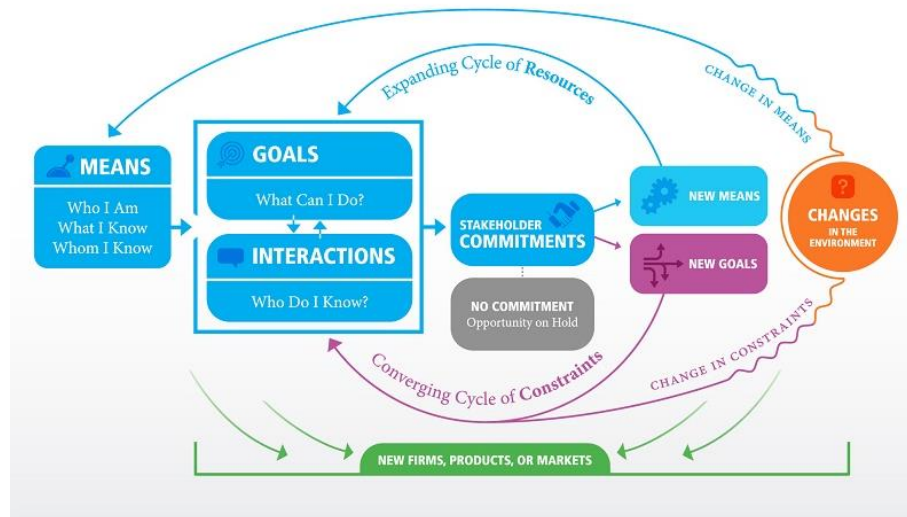 Expanding Cycle of Resources
CHANGE IN MEANS
MEANS
Who I Am
What I Know
Whom I Know
GOALS
What Can I Do?
INTERACTIONS
Who Do I Know?
STAKEHOLDER
COMMITMENTS
NO COMMITMENT
Opportunity on Hold
NEW MEANS
NEW GOALS
?
CHANGES
IN THE
ENVIRONMENT
Converging Cycle of Constraints
CHANGE IN CONSTRAINTS
NEW FIRMS, PRODUCTS, OR MARKETS